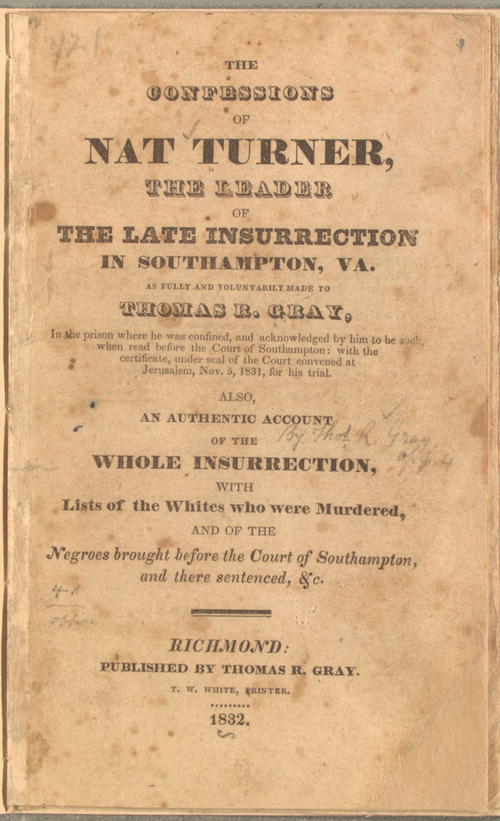 421
THE
CONFESSIONS
OF
NAT TURNER,
THE LEADER
OF
THE LATE INSURRECTION
IN SOUTHAMPTON, VA.
AS FULLY AND VOLUNTARILY MADE TO
THOMAS R. GRAY,
In the prison where he was confined, and acknowledged by him to be such,
when read before the Court of Southampton: with the
certificate, under seal of the Court convened at
Jerusalem, Nov. 5, 1831, for his trial.
ALSO,
AN AUTHENTIC ACCOUNT
OF THE
By Thos. R. Gray
WHOLE INSURRECTION,
WITH
Lists of the Whites who were Murdered,
AND OF THE
Negroes brought before the Court of Southampton,
and there sentenced, &c.
RICHMOND:
PUBLISHED BY THOMAS R. GRAY.
T. W. WHITE, PRINTER.
1832.